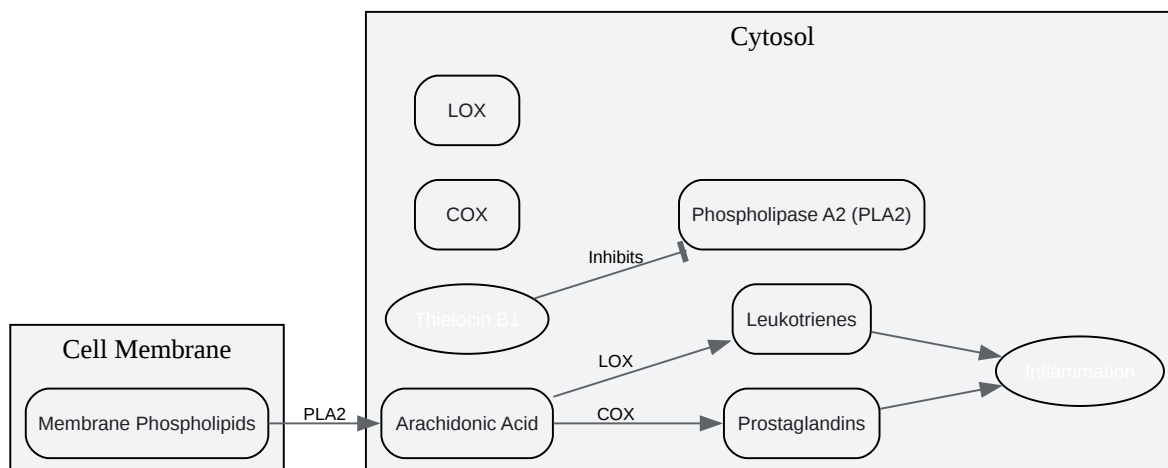 Cytosol
LOX
COX
Phospholipase A2 (PLA2)
Inhibits
Thielocin B1
Leukotrienes
Cell Membrane
LOX
Inflammation
Membrane Phospholipids
PLA2
Arachidonic Acid
COX
Prostaglandins